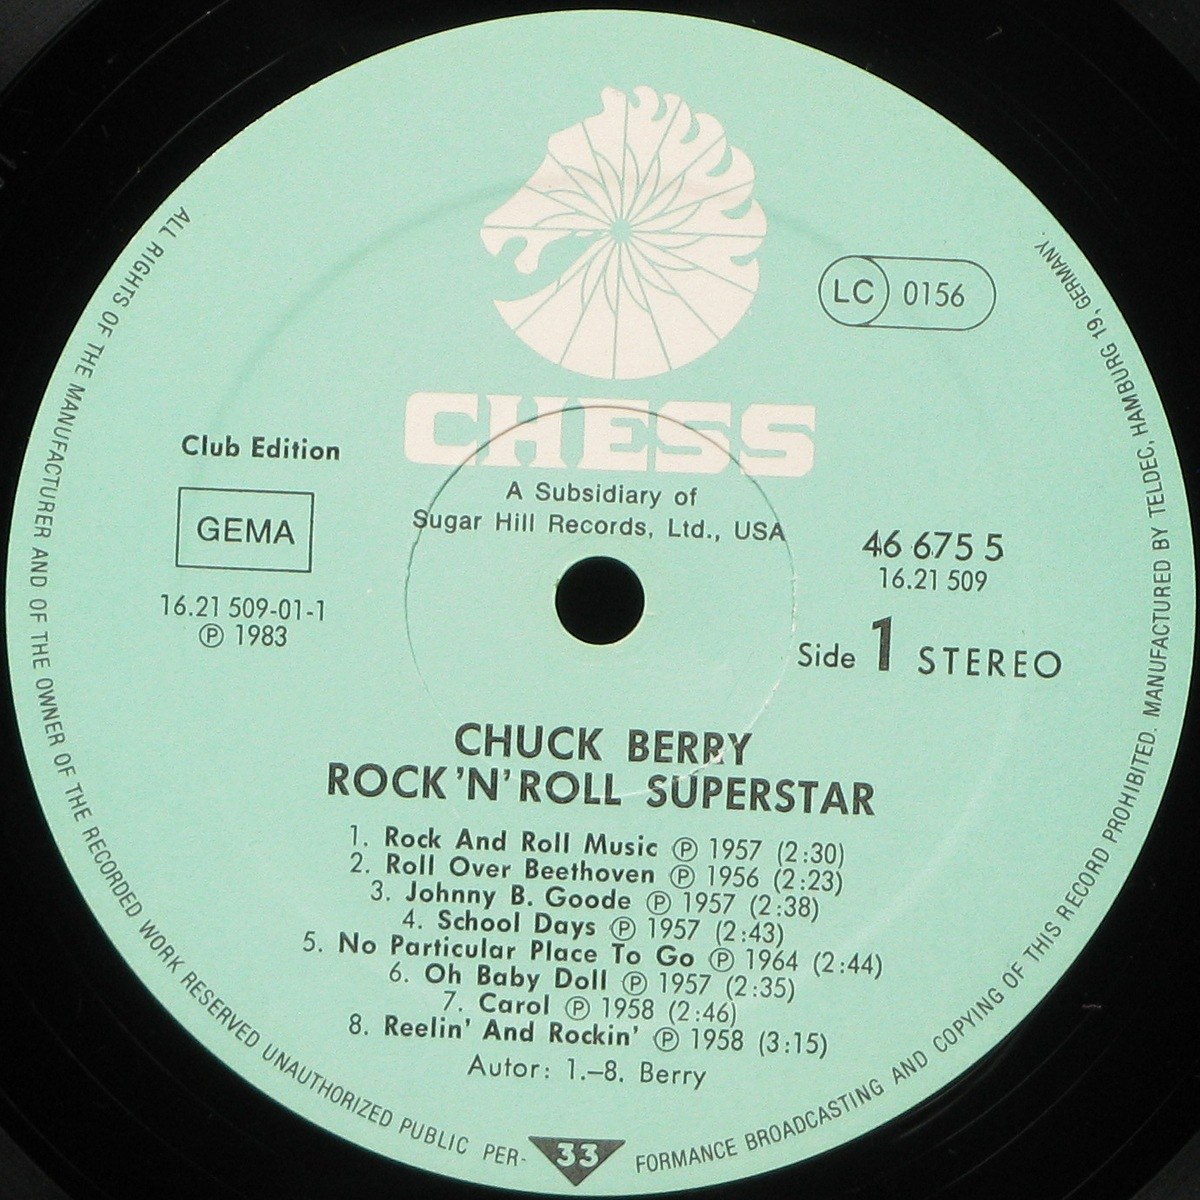 CHESS
A Subsidiary of
Sugar Hill Records, Ltd., USA
LC 0156
Club Edition
GEMA
16.21 509-01-1
Ⓟ 1983
46 675 5
16.21 509
Side 1 STEREO
CHUCK BERRY
ROCK 'N' ROLL SUPERSTAR
1. Rock And Roll Music Ⓟ 1957 (2:30)
2. Roll Over Beethoven Ⓟ 1956 (2:23)
3. Johnny B. Goode Ⓟ 1957 (2:38)
4. School Days Ⓟ 1957 (2:43)
5. No Particular Place To Go Ⓟ 1964 (2:44)
6. Oh Baby Doll Ⓟ 1957 (2:35)
7. Carol Ⓟ 1958 (2:46)
8. Reelin' And Rockin' Ⓟ 1958 (3:15)
Autor: 1.–8. Berry
ALL RIGHTS OF THE MANUFACTURER AND OF THE OWNER OF THE RECORDED WORK RESERVED UNAUTHORIZED PUBLIC PER-
33
FORMANCE BROADCASTING AND COPYING OF THIS RECORD PROHIBITED. MANUFACTURED BY TELDEC, HAMBURG 19, GERMANY.